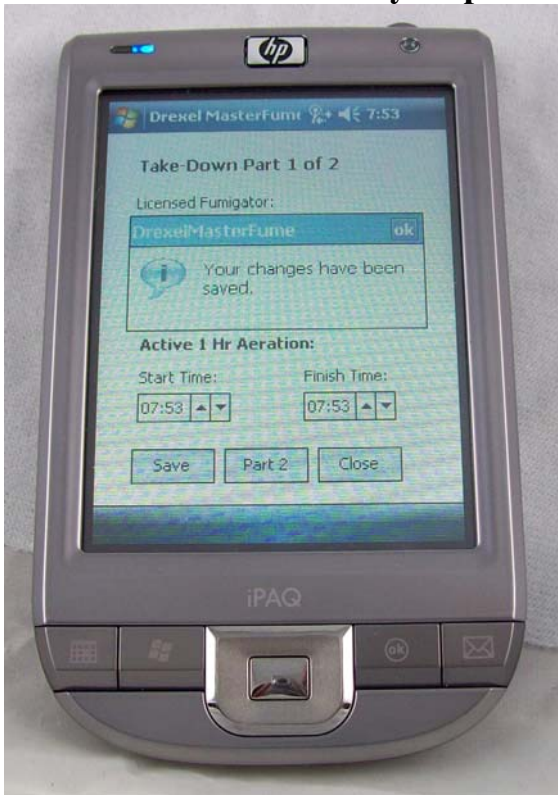 hp
Drexel MasterFume 7:53
Take-Down Part 1 of 2
Licensed Fumigator:
DrexelMasterFume ok
i Your changes have been
saved.
Active 1 Hr Aeration:
Start Time: Finish Time:
07:53 07:53
Save Part 2 Close
iPAQ
ok